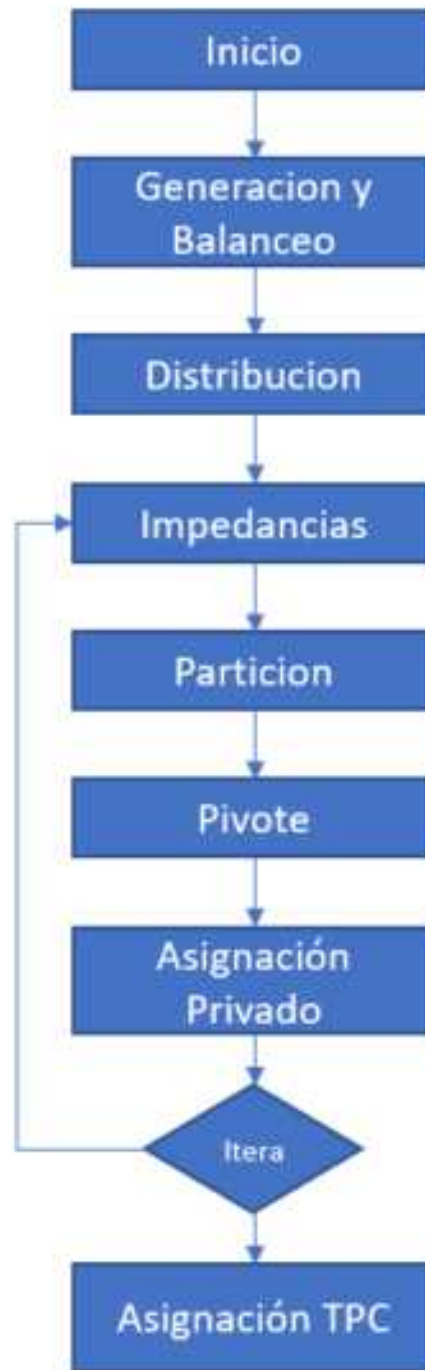 Inicio
Generacion y
Balanceo
Distribucion
Impedancias
Particion
Pivote
Asignación
Privado
Itera
Asignación TPC